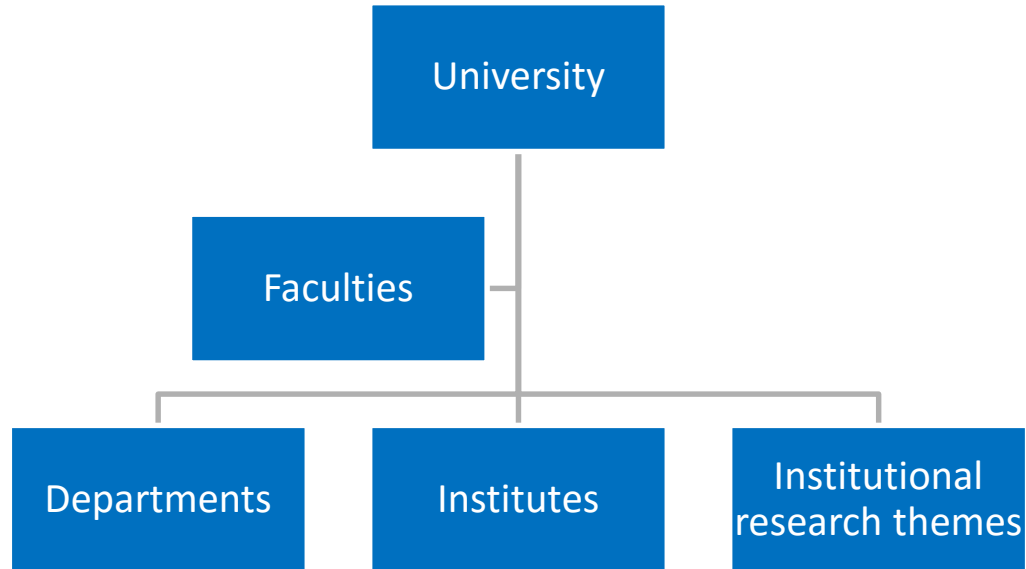 University
Faculties
Departments
Institutes
Institutional
research themes